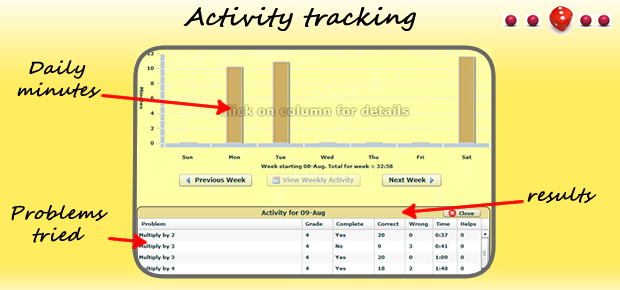 Activity tracking
Daily
minutes
Minutes
12
10
8
6
4
2
0
Click on column for details
Sun Mon Tue Wed Thu Fri Sat
Week starting 08-Aug. Total for week = 32:58
Previous Week View Weekly Activity Next Week
Problems
tried
results
Activity for 09-Aug Close
Problem Grade Complete Correct Wrong Time Helps
Multiply by 2 4 Yes 20 0 0:37 0
Multiply by 3 4 No 9 3 0:41 0
Multiply by 3 4 Yes 20 0 1:09 0
Multiply by 4 4 Yes 18 2 1:48 0